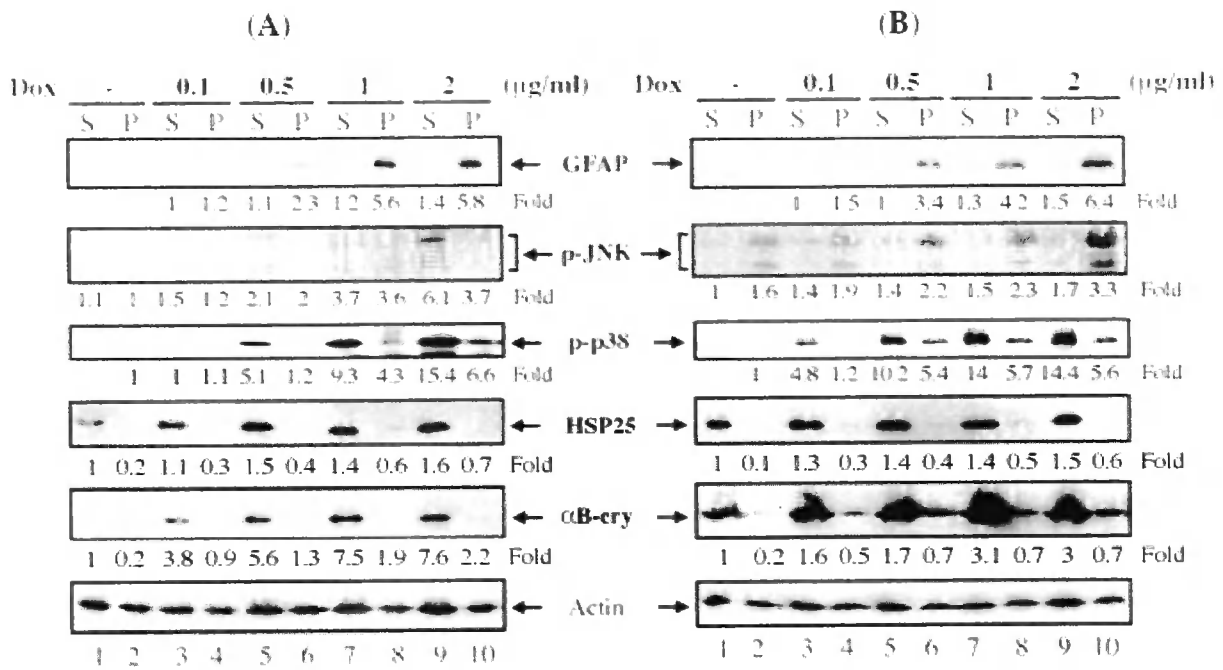 (A) (B)
Dox - 0.1 0.5 1 2 (µg/ml) Dox - 0.1 0.5 1 2 (µg/ml)
S P S P S P S P S P S P S P S P S P S P
GFAP
1 1.2 1.1 2.3 1.2 5.6 1.4 5.8 Fold 1 1.5 1 3.4 1.3 4.2 1.5 6.4 Fold
p-JNK
1.1 1 1.5 1.2 2.1 2 3.7 3.6 6.1 3.7 Fold 1 1.6 1.4 1.9 1.4 2.2 1.5 2.3 1.7 3.3 Fold
p-p38
1 1 1.1 5.1 1.2 9.3 4.3 15.4 6.6 Fold 1 4.8 1.2 10.2 5.4 14 5.7 14.4 5.6 Fold
HSP25
1 0.2 1.1 0.3 1.5 0.4 1.4 0.6 1.6 0.7 Fold 1 0.1 1.3 0.3 1.4 0.4 1.4 0.5 1.5 0.6 Fold
αB-cry
1 0.2 3.8 0.9 5.6 1.3 7.5 1.9 7.6 2.2 Fold 1 0.2 1.6 0.5 1.7 0.7 3.1 0.7 3 0.7 Fold
Actin
1 2 3 4 5 6 7 8 9 10 1 2 3 4 5 6 7 8 9 10